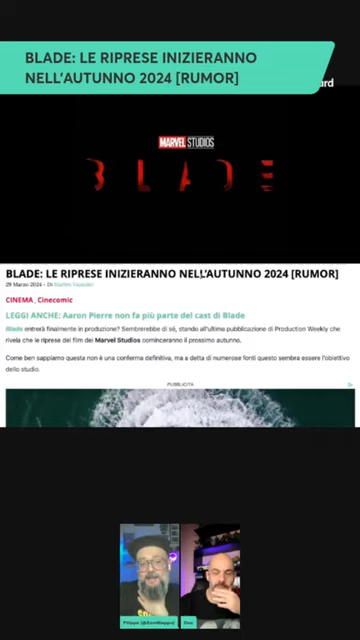 BLADE: LE RIPRESE INIZIERANNO
NELL'AUTUNNO 2024 [RUMOR]
MARVEL STUDIOS
BLADE
BLADE: LE RIPRESE INIZIERANNO NELL'AUTUNNO 2024 [RUMOR]
29 Marzo 2024 - Di
CINEMA, Cinecomic
LEGGI ANCHE: Aaron Pierre non fa più parte del cast di Blade
Blade entrerà finalmente in produzione? Sembrerebbe di sé, stando all'ultima pubblicazione di Production Weekly che
rivela che le riprese del film dei Marvel Studios cominceranno il prossimo autunno.
Come ben sappiamo questa non è una conferma definitiva, ma a detta di numerose fonti questo sembra essere l'obiettivo
dello studio.
PUBBLICITÀ